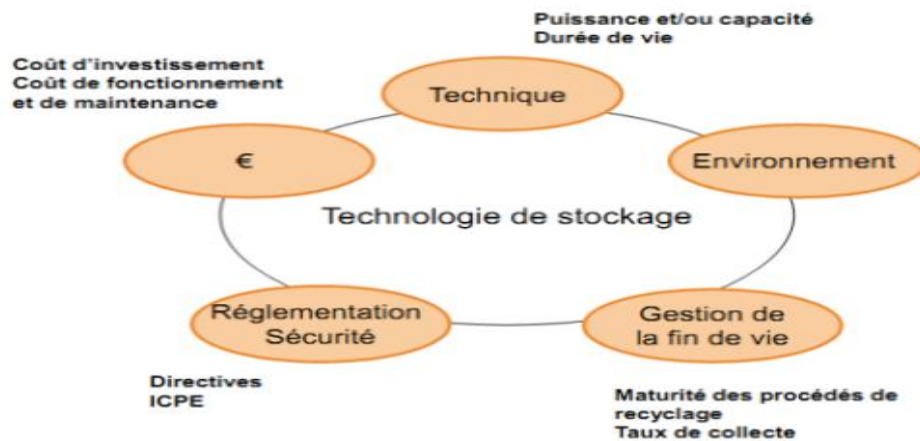 Puissance et/ou capacité
Durée de vie
Coût d'investissement
Coût de fonctionnement
et de maintenance
Technique
€
Environnement
Technologie de stockage
Réglementation
Sécurité
Gestion de
la fin de vie
Directives
ICPE
Maturité des procédés de
recyclage
Taux de collecte